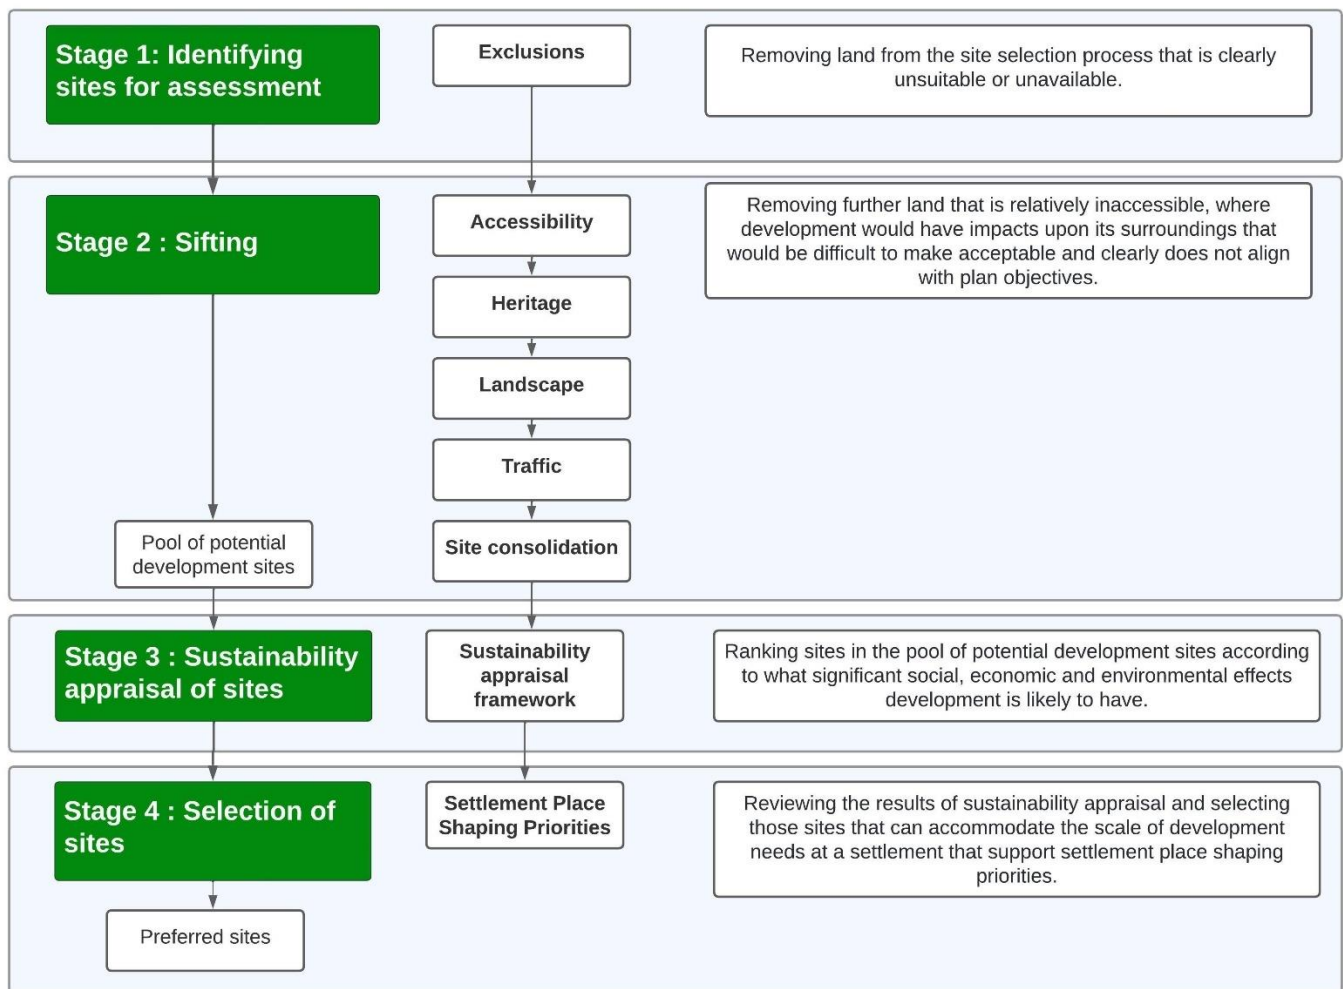 Stage 1: Identifying
sites for assessment
Exclusions
Removing land from the site selection process that is clearly
unsuitable or unavailable.
Stage 2 : Sifting
Accessibility
Removing further land that is relatively inaccessible, where
development would have impacts upon its surroundings that
would be difficult to make acceptable and clearly does not align
with plan objectives.
Heritage
Landscape
Traffic
Site consolidation
Pool of potential
development sites
Stage 3 : Sustainability
appraisal of sites
Sustainability
appraisal
framework
Ranking sites in the pool of potential development sites according
to what significant social, economic and environmental effects
development is likely to have.
Stage 4 : Selection of
sites
Settlement Place
Shaping Priorities
Reviewing the results of sustainability appraisal and selecting
those sites that can accommodate the scale of development
needs at a settlement that support settlement place shaping
priorities.
Preferred sites